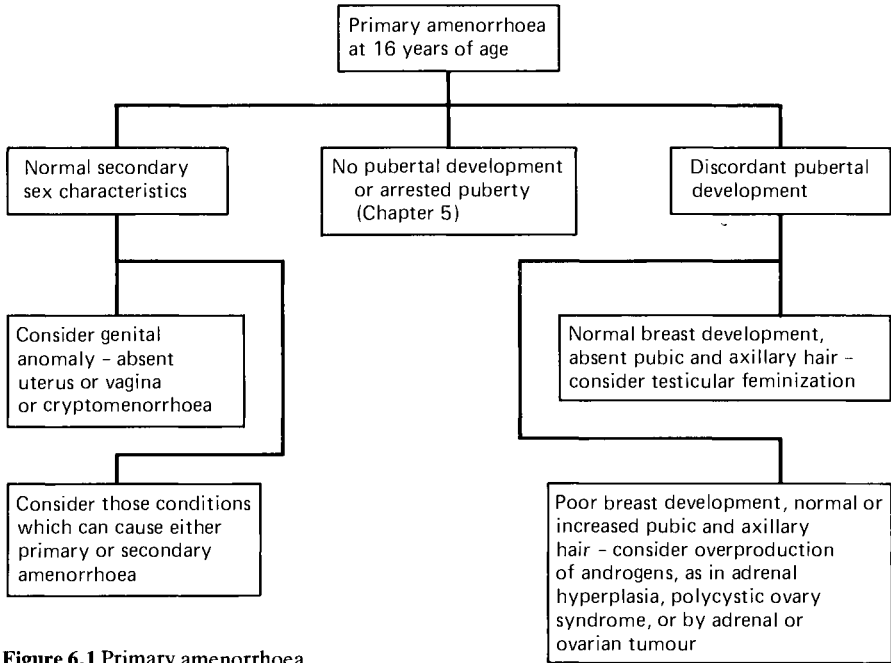 Primary amenorrhoea
at 16 years of age
Normal secondary
sex characteristics
No pubertal development
or arrested puberty
(Chapter 5)
Discordant pubertal
development
Consider genital
anomaly – absent
uterus or vagina
or cryptomenorrhoea
Normal breast development,
absent pubic and axillary hair –
consider testicular feminization
Consider those conditions
which can cause either
primary or secondary
amenorrhoea
Poor breast development, normal or
increased pubic and axillary
hair – consider overproduction
of androgens, as in adrenal
hyperplasia, polycystic ovary
syndrome, or by adrenal or
ovarian tumour
Figure 6.1 Primary amenorrhoea